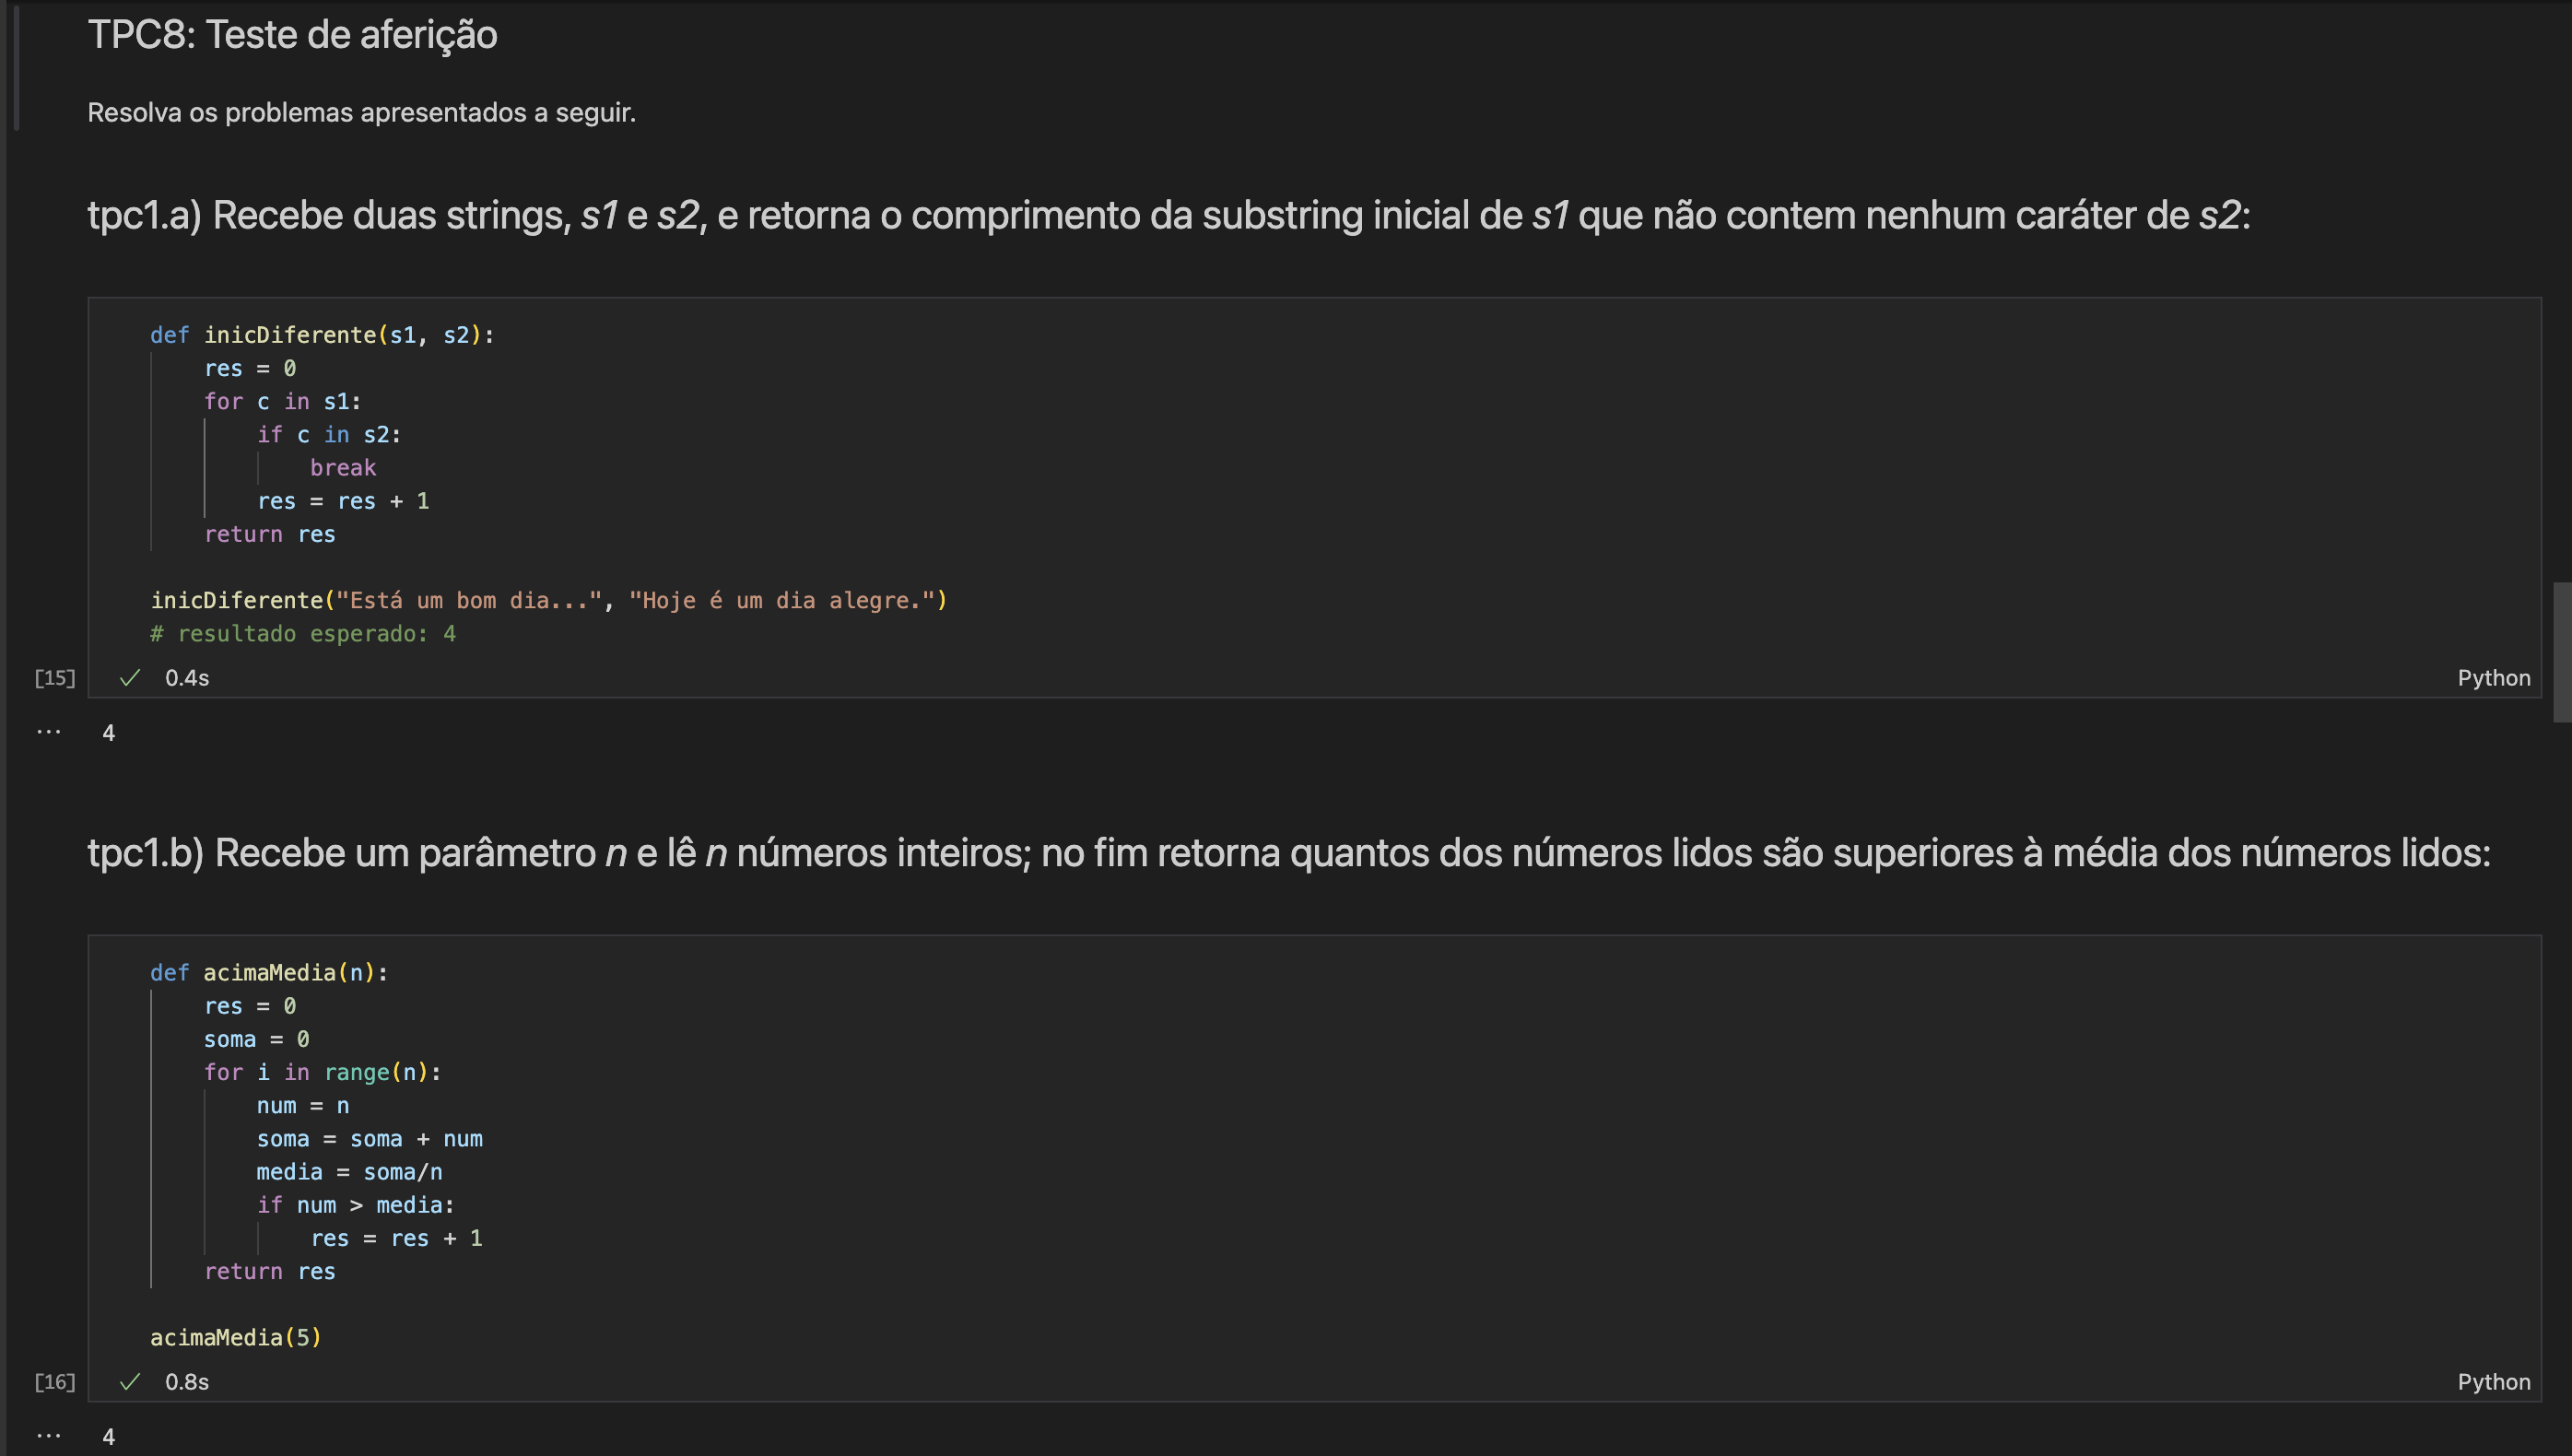 TPC8: Teste de aferição
Resolva os problemas apresentados a seguir.
tpc1.a) Recebe duas strings, s1 e s2, e retorna o comprimento da substring inicial de s1 que não contem nenhum caráter de s2:
def inicDiferente(s1, s2):
    res = 0
    for c in s1:
        if c in s2:
            break
        res = res + 1
    return res
inicDiferente("Está um bom dia...", "Hoje é um dia alegre.")
# resultado esperado: 4
[15] ✓ 0.4s Python
... 4
tpc1.b) Recebe um parâmetro n e lê n números inteiros; no fim retorna quantos dos números lidos são superiores à média dos números lidos:
def acimaMedia(n):
    res = 0
    soma = 0
    for i in range(n):
        num = n
        soma = soma + num
        media = soma/n
        if num > media:
            res = res + 1
    return res
acimaMedia(5)
[16] ✓ 0.8s Python
... 4